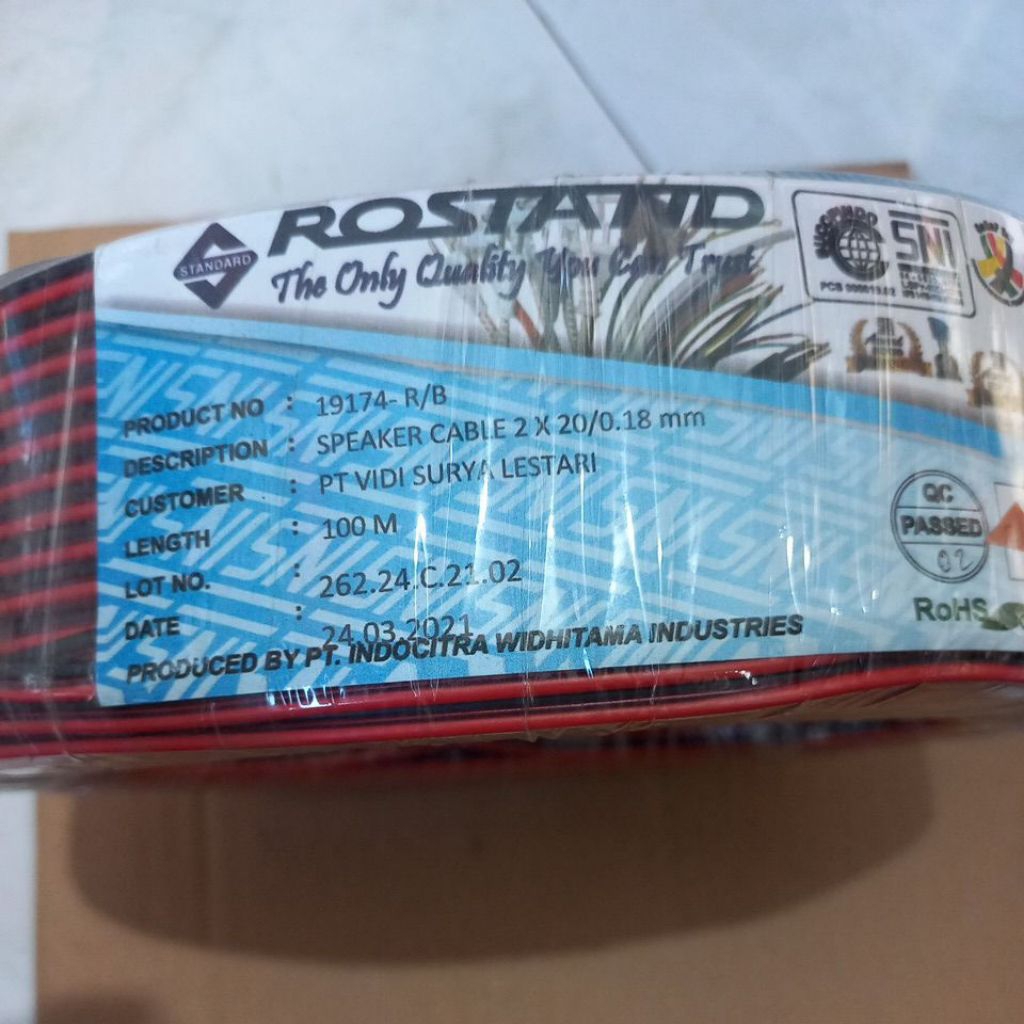 ROSTAND
STANDARD
The Only Quality You Can Trust
SNI
PRODUCT NO : 19174- R/B
DESCRIPTION : SPEAKER CABLE 2 X 20/0.18 mm
CUSTOMER : PT VIDI SURYA LESTARI
LENGTH : 100 M
LOT NO. : 262.24.C.21.02
DATE : 24.03.2021
PRODUCED BY PT. INDOCITRA WIDHITAMA INDUSTRIES
QC
PASSED
02
RoHS